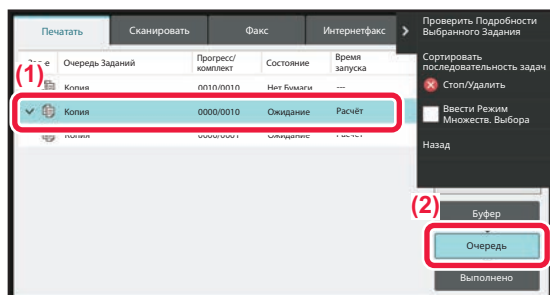 Печатать
Сканировать
Факс
Интернетфакс
Проверить Подробности
Выбранного Задания
Сортировать
последовательность задач
Стоп/Удалить
Ввести Режим
Множеств. Выбора
Назад
(1)
Очередь Заданий
Прогресс/
комплект
Состояние
Время
запуска
Копия
0010/0010
Нет Бумаги
---
Копия
0000/0010
Ожидание
Расчёт
Копия
0000/0001
Ожидание
Расчёт
(2)
Буфер
Очередь
Выполнено